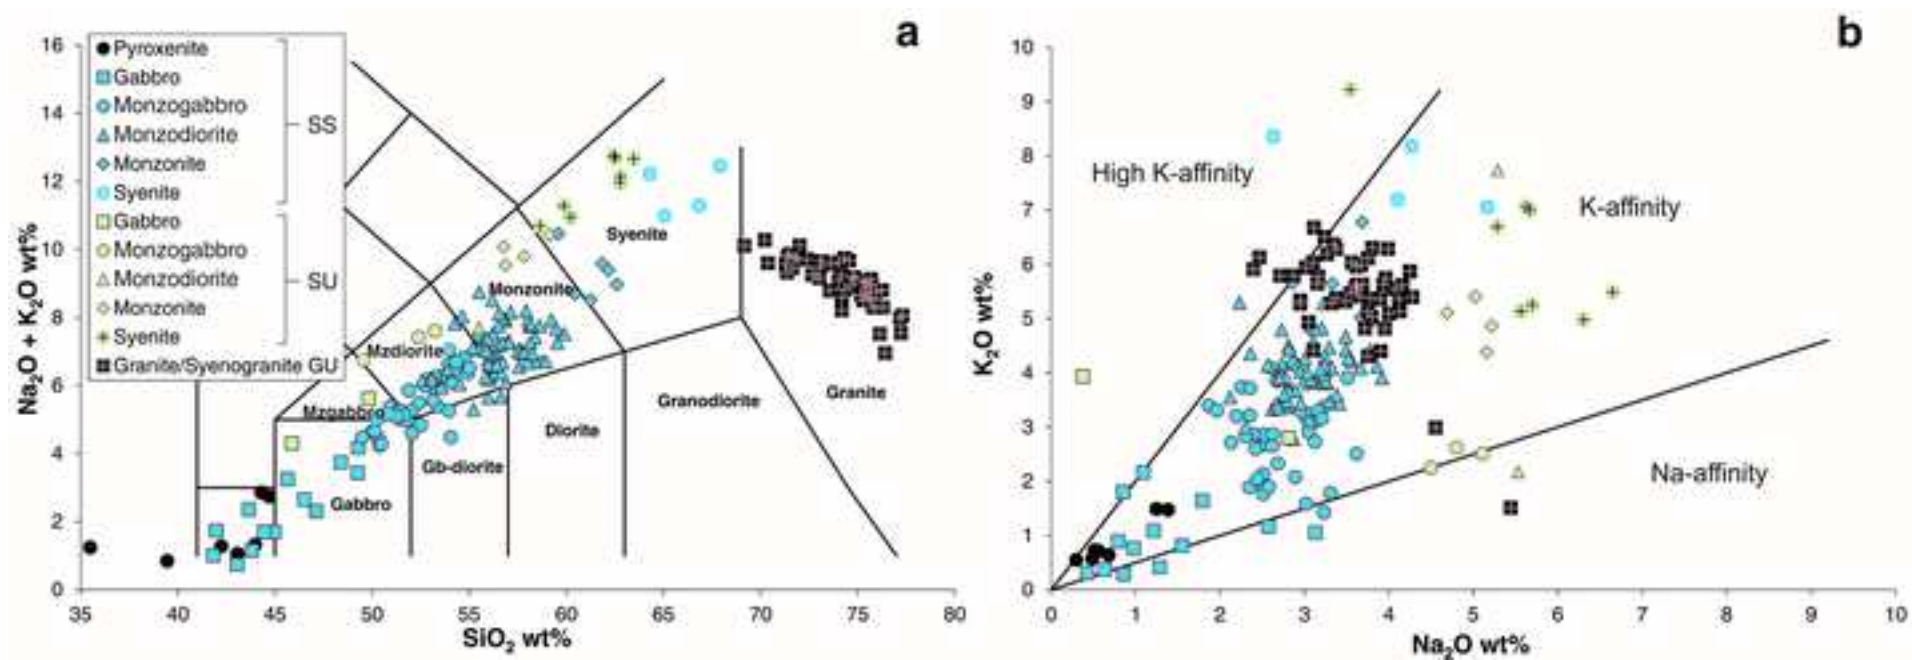 a
16
14
12
10
8
6
4
2
0
Na₂O + K₂O wt%
Pyroxenite
Gabbro
Monzogabbro
Monzodiorite
Monzonite
Syenite
SS
Gabbro
Monzogabbro
Monzodiorite
Monzonite
Syenite
SU
Granite/Syenogranite GU
Syenite
Monzonite
Mzdiorite
Mzgabbro
Gabbro
Gb-diorite
Diorite
Granodiorite
Granite
35 40 45 50 55 60 65 70 75 80
SiO₂ wt%
b
10
9
8
7
6
5
4
3
2
1
0
K₂O wt%
High K-affinity
K-affinity
Na-affinity
0 1 2 3 4 5 6 7 8 9 10
Na₂O wt%